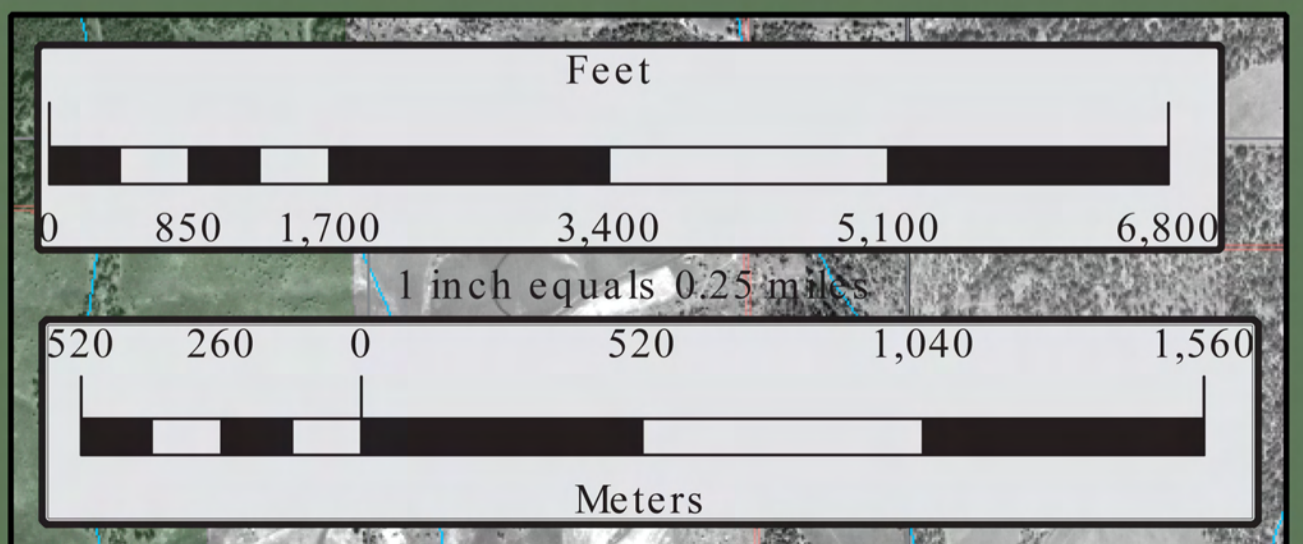 Feet
0 850 1,700 3,400 5,100 6,800
1 inch equals 0.25 miles
520 260 0 520 1,040 1,560
Meters